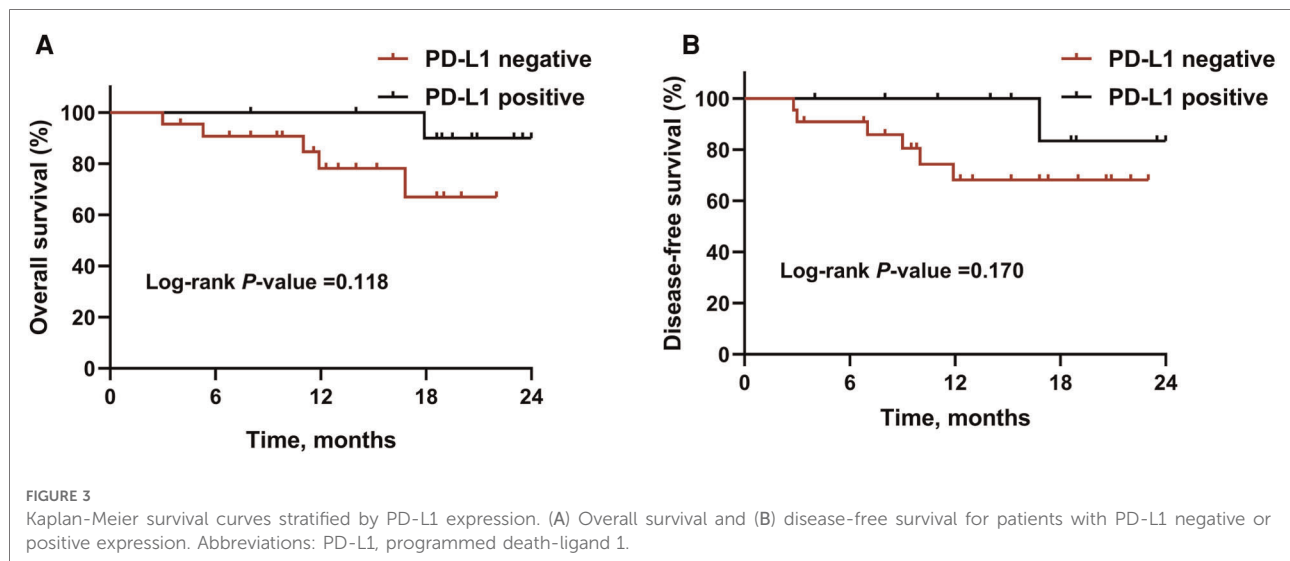 A
PD-L1 negative
PD-L1 positive
Overall survival (%)
100
80
60
40
20
0
Log-rank P-value =0.118
0 6 12 18 24
Time, months
B
PD-L1 negative
PD-L1 positive
Disease-free survival (%)
100
80
60
40
20
0
Log-rank P-value =0.170
0 6 12 18 24
Time, months
FIGURE 3
Kaplan-Meier survival curves stratified by PD-L1 expression. (A) Overall survival and (B) disease-free survival for patients with PD-L1 negative or
positive expression. Abbreviations: PD-L1, programmed death-ligand 1.